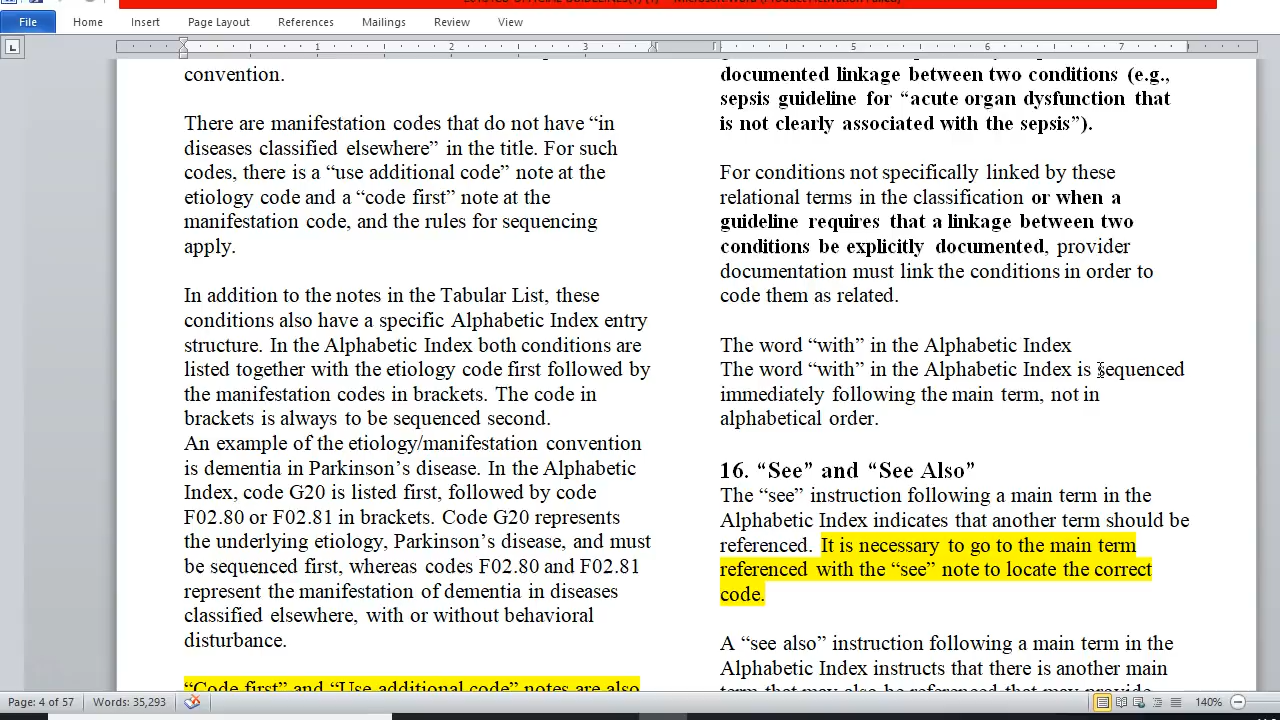 File Home Insert Page Layout References Mailings Review View
1 2 3 5 6 7
convention.
There are manifestation codes that do not have “in
diseases classified elsewhere” in the title. For such
codes, there is a “use additional code” note at the
etiology code and a “code first” note at the
manifestation code, and the rules for sequencing
apply.
In addition to the notes in the Tabular List, these
conditions also have a specific Alphabetic Index entry
structure. In the Alphabetic Index both conditions are
listed together with the etiology code first followed by
the manifestation codes in brackets. The code in
brackets is always to be sequenced second.
An example of the etiology/manifestation convention
is dementia in Parkinson’s disease. In the Alphabetic
Index, code G20 is listed first, followed by code
F02.80 or F02.81 in brackets. Code G20 represents
the underlying etiology, Parkinson’s disease, and must
be sequenced first, whereas codes F02.80 and F02.81
represent the manifestation of dementia in diseases
classified elsewhere, with or without behavioral
disturbance.
“Code first” and “Use additional code” notes are also
documented linkage between two conditions (e.g.,
sepsis guideline for “acute organ dysfunction that
is not clearly associated with the sepsis”).
For conditions not specifically linked by these
relational terms in the classification or when a
guideline requires that a linkage between two
conditions be explicitly documented, provider
documentation must link the conditions in order to
code them as related.
The word “with” in the Alphabetic Index
The word “with” in the Alphabetic Index is sequenced
immediately following the main term, not in
alphabetical order.
16. “See” and “See Also”
The “see” instruction following a main term in the
Alphabetic Index indicates that another term should be
referenced. It is necessary to go to the main term
referenced with the “see” note to locate the correct
code.
A “see also” instruction following a main term in the
Alphabetic Index instructs that there is another main
term that may also be referenced that may provide
Page: 4 of 57 Words: 35,293 140%